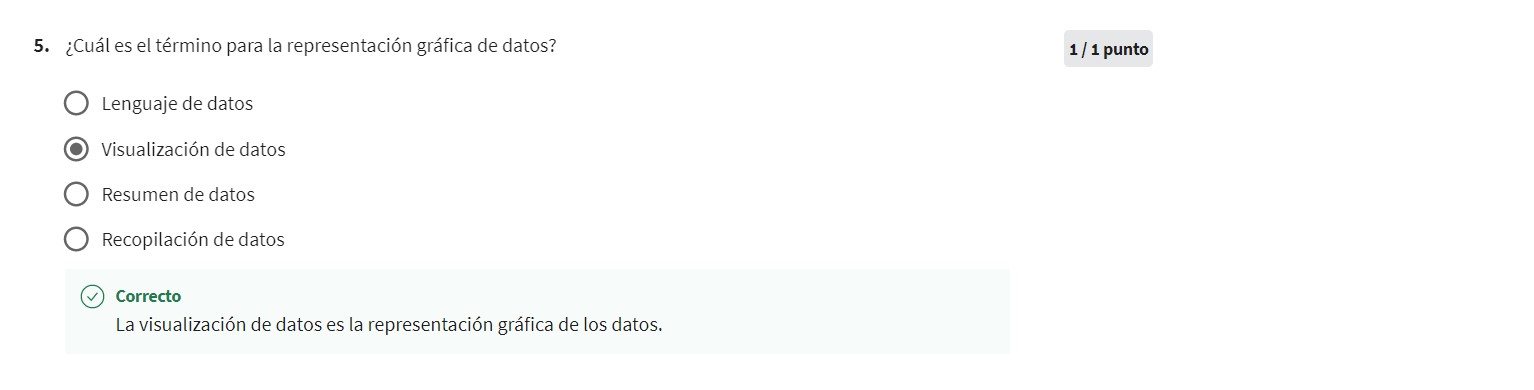 5. ¿Cuál es el término para la representación gráfica de datos?
1 / 1 punto
Lenguaje de datos
Visualización de datos
Resumen de datos
Recopilación de datos
Correcto
La visualización de datos es la representación gráfica de los datos.